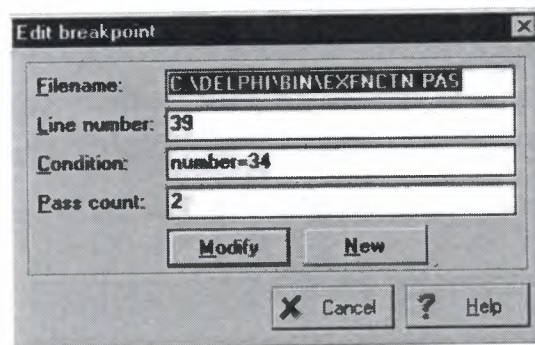 Edit breakpoint
Filename: C:\DELPHI\BIN\EXFNCTN.PAS
Line number: 39
Condition: number=34
Pass count: 2
Modify New
Cancel Help